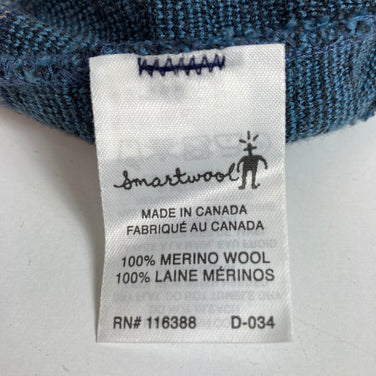 smartwool
MADE IN CANADA
FABRIQUÉ AU CANADA
100% MERINO WOOL
100% LAINE MÉRINOS
RN# 116388 D-034